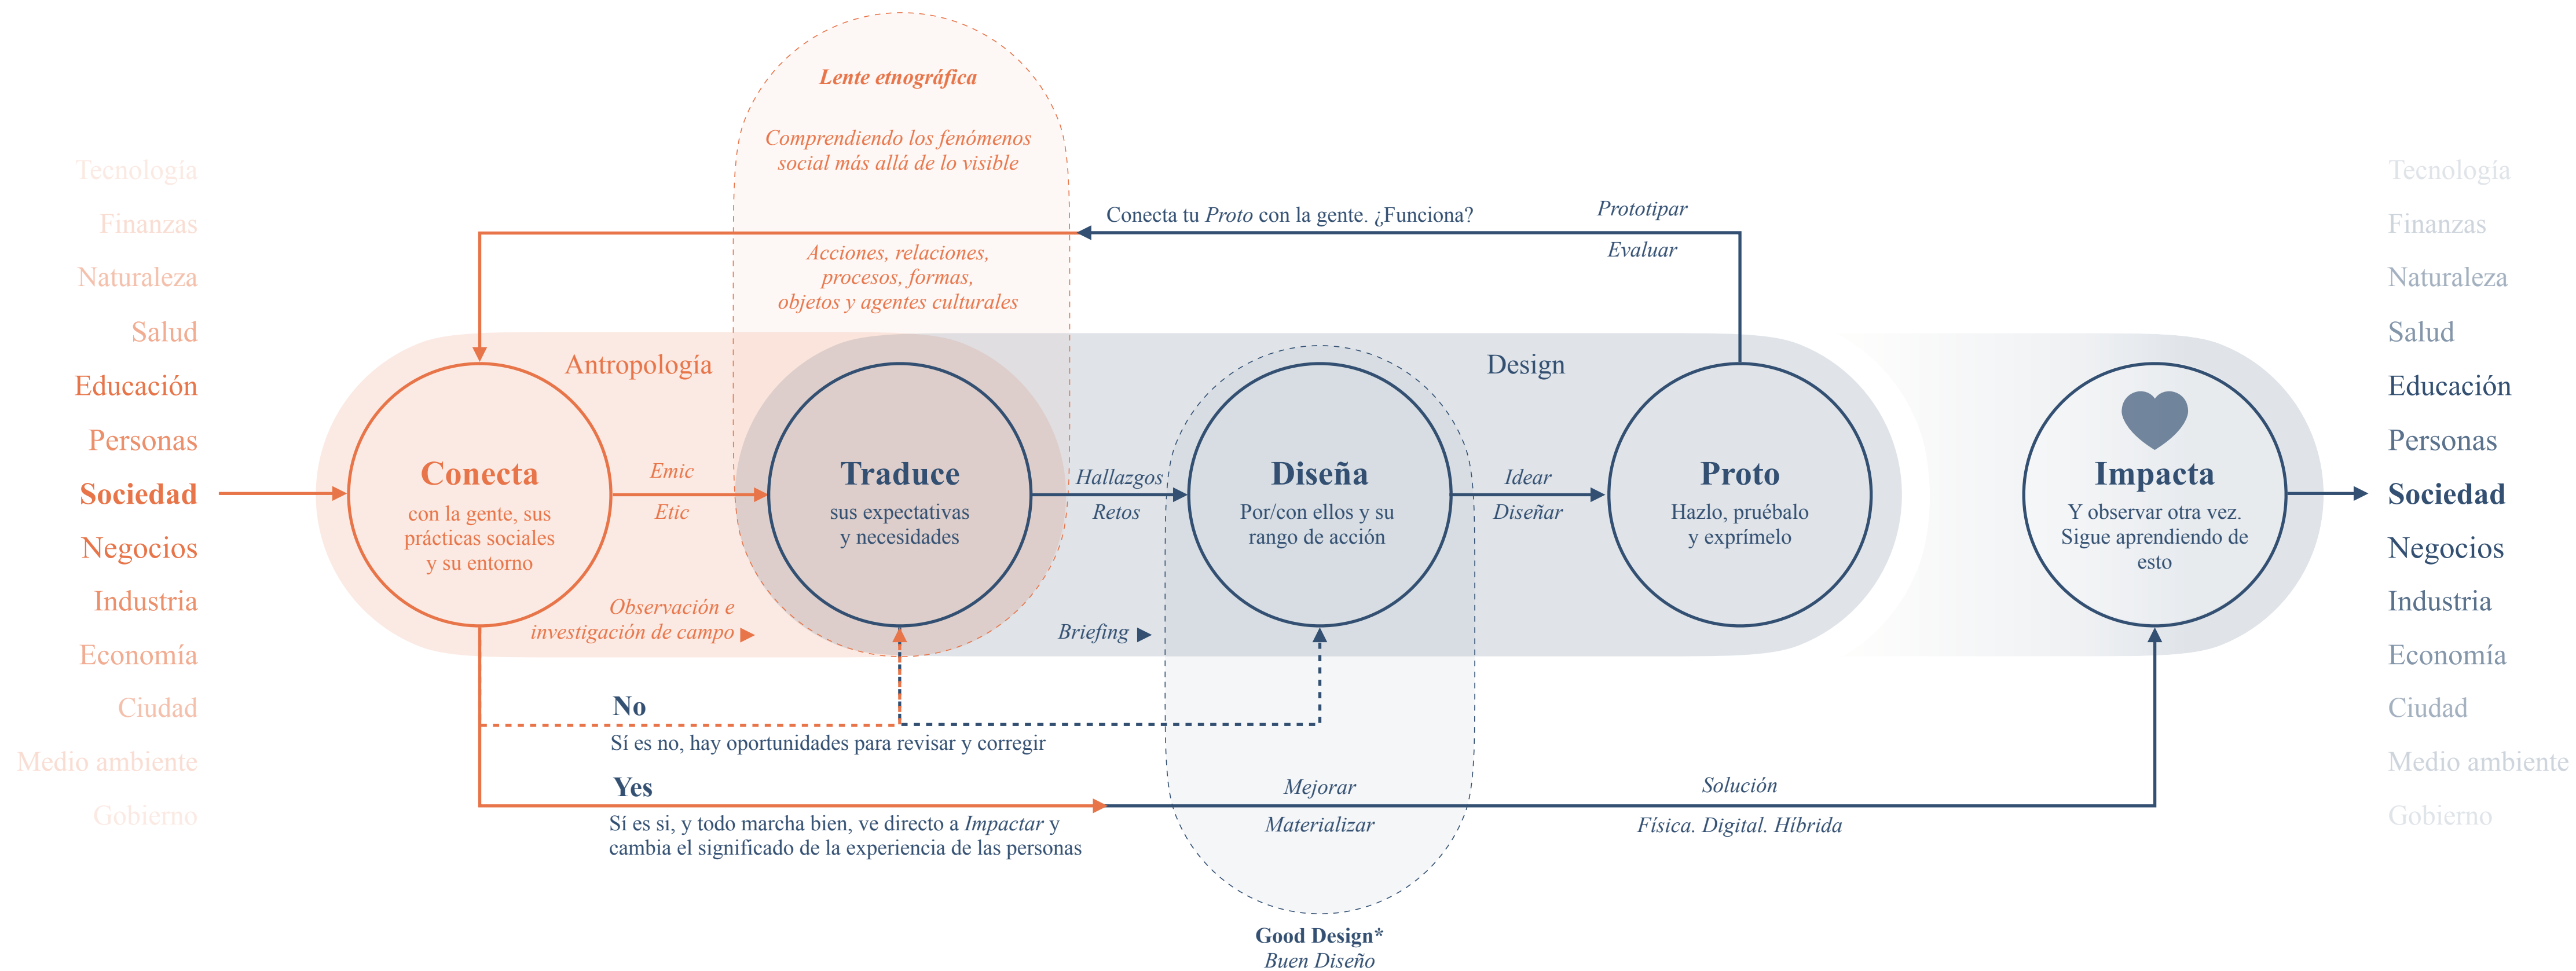 Lente etnográfica
Comprendiendo los fenómenos
social más allá de lo visible
Acciones, relaciones,
procesos, formas,
objetos y agentes culturales
Conecta tu Proto con la gente. ¿Funciona?
Prototipar
Evaluar
Tecnología
Finanzas
Naturaleza
Salud
Educación
Personas
Sociedad
Negocios
Industria
Economía
Ciudad
Medio ambiente
Gobierno
Antropología
Design
Conecta
con la gente, sus
prácticas sociales
y su entorno
Emic
Etic
Observación e
investigación de campo
Traduce
sus expectativas
y necesidades
Hallazgos
Retos
Briefing
Diseña
Por/con ellos y su
rango de acción
Idear
Diseñar
Proto
Hazlo, pruébalo
y exprímelo
Impacta
Y observar otra vez.
Sigue aprendiendo de
esto
No
Sí es no, hay oportunidades para revisar y corregir
Yes
Sí es si, y todo marcha bien, ve directo a Impactar y
cambia el significado de la experiencia de las personas
Mejorar
Materializar
Solución
Física. Digital. Híbrida
Good Design*
Buen Diseño
Tecnología
Finanzas
Naturaleza
Salud
Educación
Personas
Sociedad
Negocios
Industria
Economía
Ciudad
Medio ambiente
Gobierno